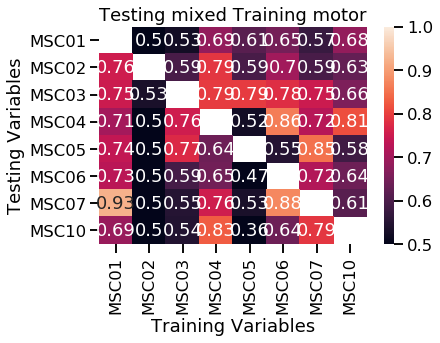 Testing mixed Training motor
MSC01 0.5 0.53 0.69 0.61 0.65 0.57 0.68
MSC02 0.76 0.59 0.79 0.59 0.7 0.59 0.63
MSC03 0.75 0.53 0.79 0.79 0.78 0.75 0.66
MSC04 0.71 0.5 0.76 0.52 0.86 0.72 0.81
MSC05 0.74 0.5 0.77 0.64 0.55 0.85 0.58
MSC06 0.73 0.5 0.59 0.65 0.47 0.72 0.64
MSC07 0.93 0.5 0.55 0.76 0.53 0.88 0.61
MSC10 0.69 0.5 0.54 0.83 0.36 0.64 0.79
Testing Variables
MSC01 MSC02 MSC03 MSC04 MSC05 MSC06 MSC07 MSC10
Training Variables
1.0
0.9
0.8
0.7
0.6
0.5